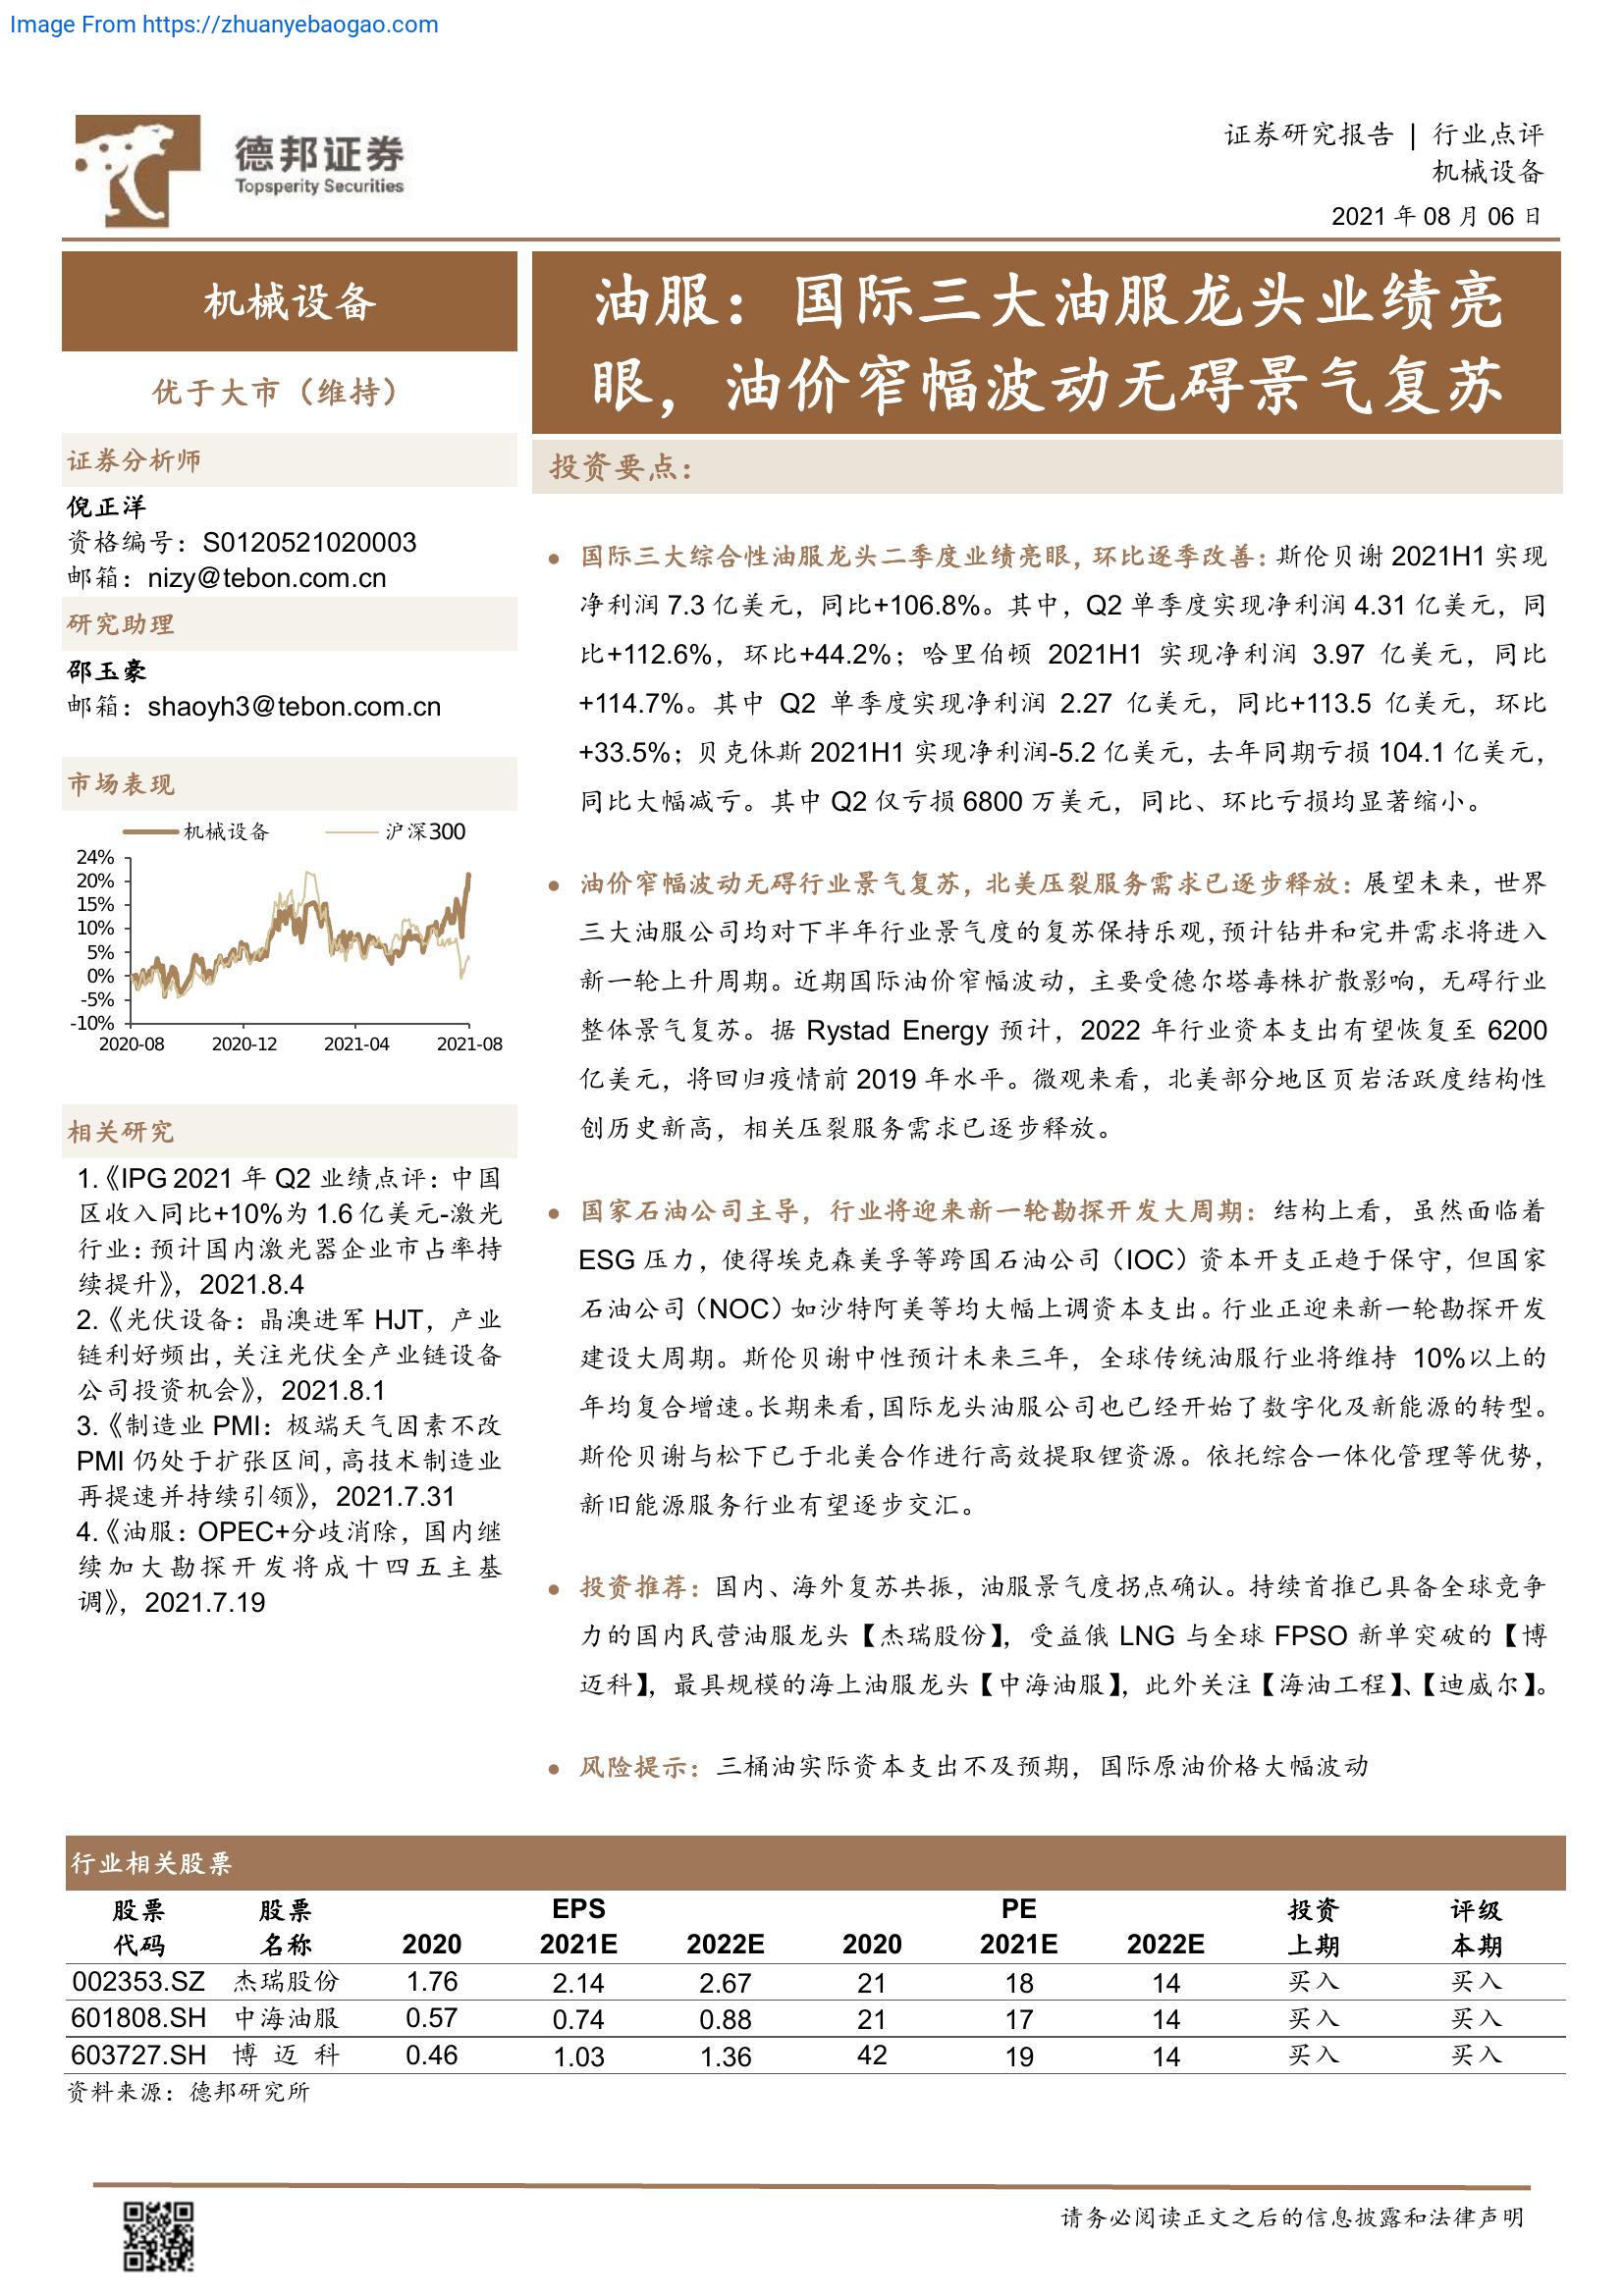 Image From https://zhuanyebaogao.com
德邦证券
Topsperity Securities
证券研究报告 | 行业点评
机械设备
2021 年 08 月 06 日
机械设备
优于大市（维持）
证券分析师
倪正洋
资格编号：S0120521020003
邮箱：nizy@tebon.com.cn
研究助理
邵玉豪
邮箱：shaoyh3@tebon.com.cn
市场表现
机械设备 沪深300
24%
20%
15%
10%
5%
0%
-5%
-10%
2020-08 2020-12 2021-04 2021-08
相关研究
1.《IPG 2021 年 Q2 业绩点评：中国
区收入同比+10%为 1.6 亿美元-激光
行业：预计国内激光器企业市占率持
续提升》，2021.8.4
2.《光伏设备：晶澳进军 HJT，产业
链利好频出，关注光伏全产业链设备
公司投资机会》，2021.8.1
3.《制造业 PMI：极端天气因素不改
PMI 仍处于扩张区间，高技术制造业
再提速并持续引领》，2021.7.31
4.《油服：OPEC+分歧消除，国内继
续加大勘探开发将成十四五主基
调》，2021.7.19
油服：国际三大油服龙头业绩亮
眼，油价窄幅波动无碍景气复苏
投资要点：
● 国际三大综合性油服龙头二季度业绩亮眼，环比逐季改善：斯伦贝谢 2021H1 实现
净利润 7.3 亿美元，同比+106.8%。其中，Q2 单季度实现净利润 4.31 亿美元，同
比+112.6%，环比+44.2%；哈里伯顿 2021H1 实现净利润 3.97 亿美元，同比
+114.7%。其中 Q2 单季度实现净利润 2.27 亿美元，同比+113.5 亿美元，环比
+33.5%；贝克休斯 2021H1 实现净利润-5.2 亿美元，去年同期亏损 104.1 亿美元，
同比大幅减亏。其中 Q2 仅亏损 6800 万美元，同比、环比亏损均显著缩小。
● 油价窄幅波动无碍行业景气复苏，北美压裂服务需求已逐步释放：展望未来，世界
三大油服公司均对下半年行业景气度的复苏保持乐观，预计钻井和完井需求将进入
新一轮上升周期。近期国际油价窄幅波动，主要受德尔塔毒株扩散影响，无碍行业
整体景气复苏。据 Rystad Energy 预计，2022 年行业资本支出有望恢复至 6200
亿美元，将回归疫情前 2019 年水平。微观来看，北美部分地区页岩活跃度结构性
创历史新高，相关压裂服务需求已逐步释放。
● 国家石油公司主导，行业将迎来新一轮勘探开发大周期：结构上看，虽然面临着
ESG 压力，使得埃克森美孚等跨国石油公司（IOC）资本开支正趋于保守，但国家
石油公司（NOC）如沙特阿美等均大幅上调资本支出。行业正迎来新一轮勘探开发
建设大周期。斯伦贝谢中性预计未来三年，全球传统油服行业将维持 10%以上的
年均复合增速。长期来看，国际龙头油服公司也已经开始了数字化及新能源的转型。
斯伦贝谢与松下已于北美合作进行高效提取锂资源。依托综合一体化管理等优势，
新旧能源服务行业有望逐步交汇。
● 投资推荐：国内、海外复苏共振，油服景气度拐点确认。持续首推已具备全球竞争
力的国内民营油服龙头【杰瑞股份】，受益俄 LNG 与全球 FPSO 新单突破的【博
迈科】，最具规模的海上油服龙头【中海油服】，此外关注【海油工程】、【迪威尔】。
● 风险提示：三桶油实际资本支出不及预期，国际原油价格大幅波动
行业相关股票
股票 股票 EPS PE 投资 评级
代码 名称 2020 2021E 2022E 2020 2021E 2022E 上期 本期
002353.SZ 杰瑞股份 1.76 2.14 2.67 21 18 14 买入 买入
601808.SH 中海油服 0.57 0.74 0.88 21 17 14 买入 买入
603727.SH 博迈科 0.46 1.03 1.36 42 19 14 买入 买入
资料来源：德邦研究所
请务必阅读正文之后的信息披露和法律声明